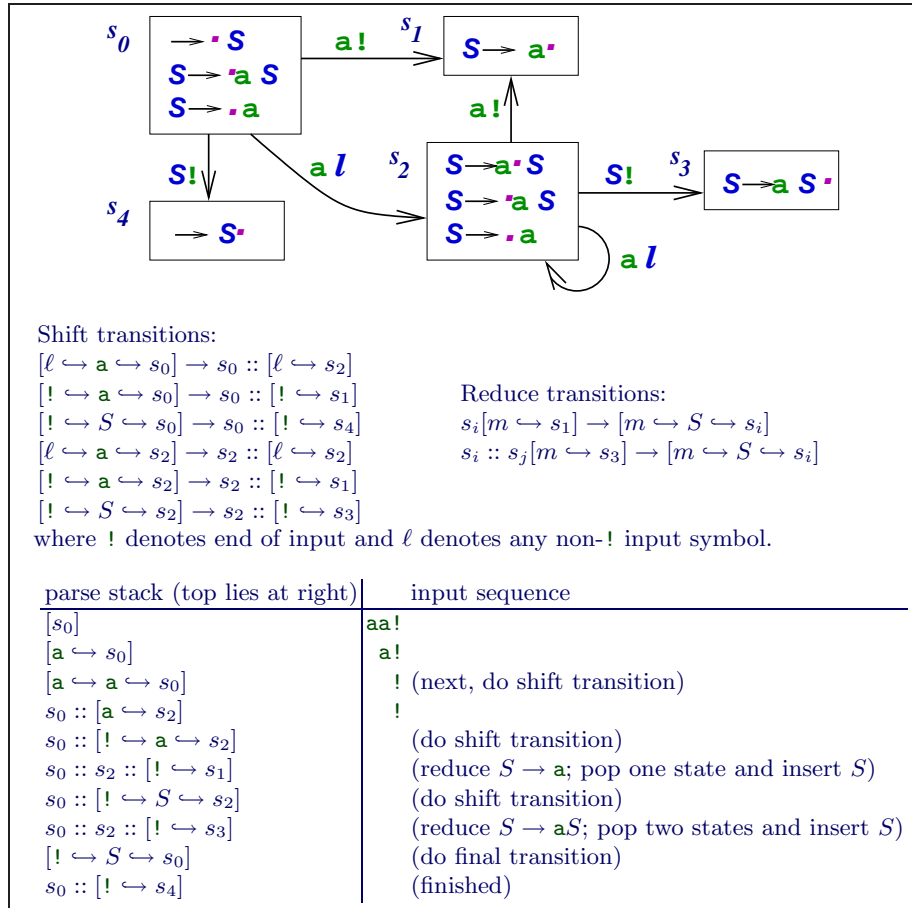 s0
→ . S
S → .a S
S → . a
a!
s1
S → a.
a!
S!
a l
s2
S → a. S
S → .a S
S → . a
S!
s3
S → a S .
s4
→ S.
a l
Shift transitions:
[ℓ ↪ a ↪ s0] → s0 :: [ℓ ↪ s2]
[! ↪ a ↪ s0] → s0 :: [! ↪ s1]
[! ↪ S ↪ s0] → s0 :: [! ↪ s4]
[ℓ ↪ a ↪ s2] → s2 :: [ℓ ↪ s2]
[! ↪ a ↪ s2] → s2 :: [! ↪ s1]
[! ↪ S ↪ s2] → s2 :: [! ↪ s3]
Reduce transitions:
si[m ↪ s1] → [m ↪ S ↪ si]
si :: sj[m ↪ s3] → [m ↪ S ↪ si]
where ! denotes end of input and ℓ denotes any non-! input symbol.
parse stack (top lies at right) input sequence
[s0] aa!
[a ↪ s0] a!
[a ↪ a ↪ s0] ! (next, do shift transition)
s0 :: [a ↪ s2] !
s0 :: [! ↪ a ↪ s2] (do shift transition)
s0 :: s2 :: [! ↪ s1] (reduce S → a; pop one state and insert S)
s0 :: [! ↪ S ↪ s2] (do shift transition)
s0 :: s2 :: [! ↪ s3] (reduce S → aS; pop two states and insert S)
[! ↪ S ↪ s0] (do final transition)
s0 :: [! ↪ s4] (finished)